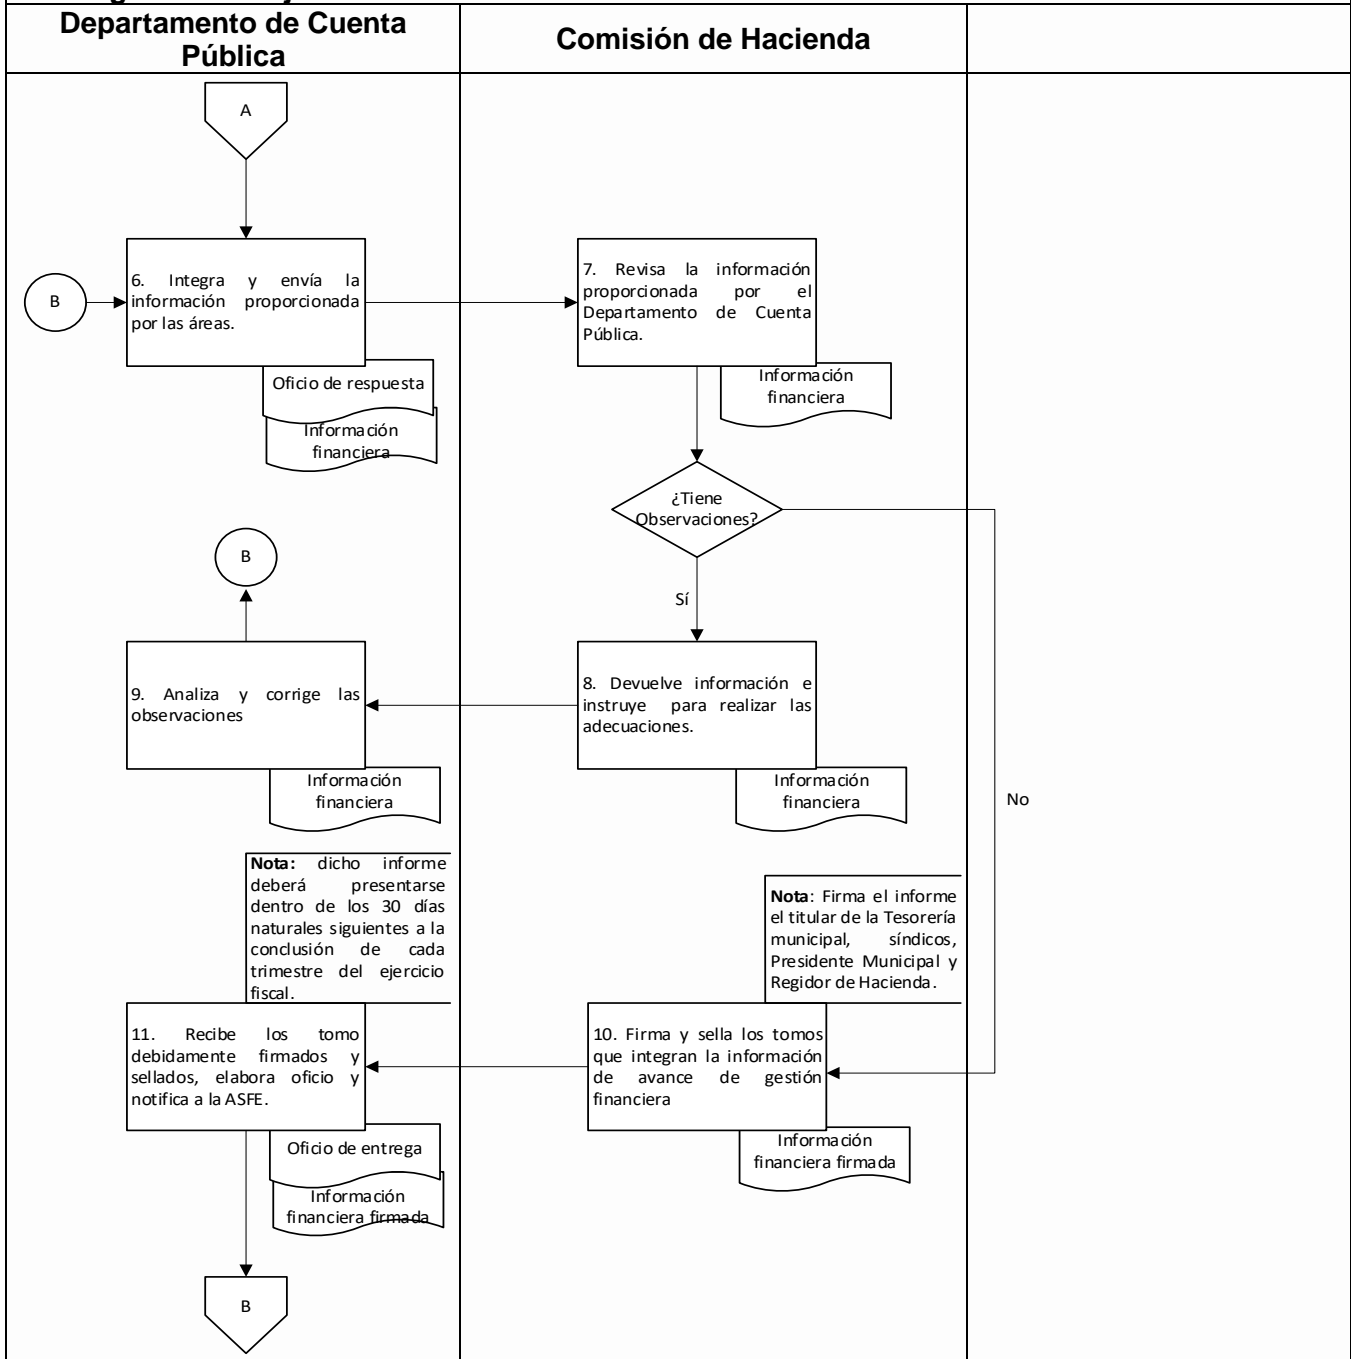 Departamento de Cuenta
Pública
Comisión de Hacienda
A
B
6. Integra y envía la
información proporcionada
por las áreas.
Oficio de respuesta
Información
financiera
7. Revisa la información
proporcionada por el
Departamento de Cuenta
Pública.
Información
financiera
¿Tiene
Observaciones?
Sí
No
B
9. Analiza y corrige las
observaciones
Información
financiera
8. Devuelve información e
instruye para realizar las
adecuaciones.
Información
financiera
Nota: dicho informe
deberá presentarse
dentro de los 30 días
naturales siguientes a la
conclusión de cada
trimestre del ejercicio
fiscal.
Nota: Firma el informe
el titular de la Tesorería
municipal, síndicos,
Presidente Municipal y
Regidor de Hacienda.
11. Recibe los tomo
debidamente firmados y
sellados, elabora oficio y
notifica a la ASFE.
Oficio de entrega
Información
financiera firmada
10. Firma y sella los tomos
que integran la información
de avance de gestión
financiera
Información
financiera firmada
B